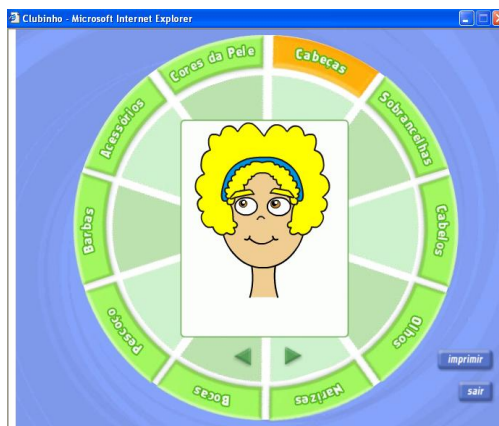 Clubinho - Microsoft Internet Explorer
Cores da Pele
Cabeças
Acessórios
Sobrancelhas
Barbas
Cabelos
Pescoço
Olhos
Bocas
Narizes
imprimir
sair